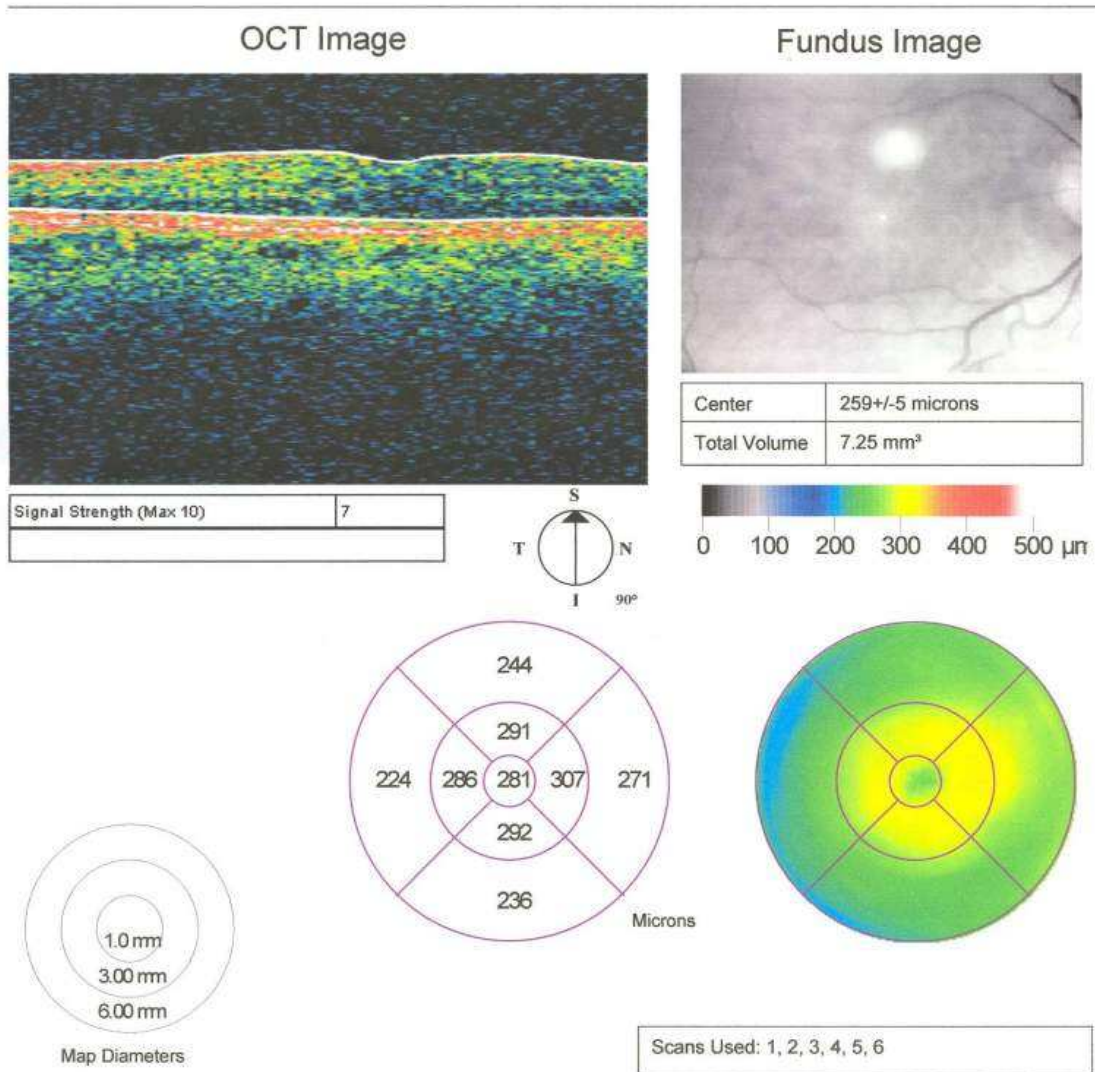 OCT Image
Fundus Image
Center 259+/-5 microns
Total Volume 7.25 mm³
Signal Strength (Max 10) 7
0 100 200 300 400 500 µm
S
T N
I 90°
244
291
224 286 281 307 271
292
236
Microns
1.0 mm
3.00 mm
6.00 mm
Map Diameters
Scans Used: 1, 2, 3, 4, 5, 6